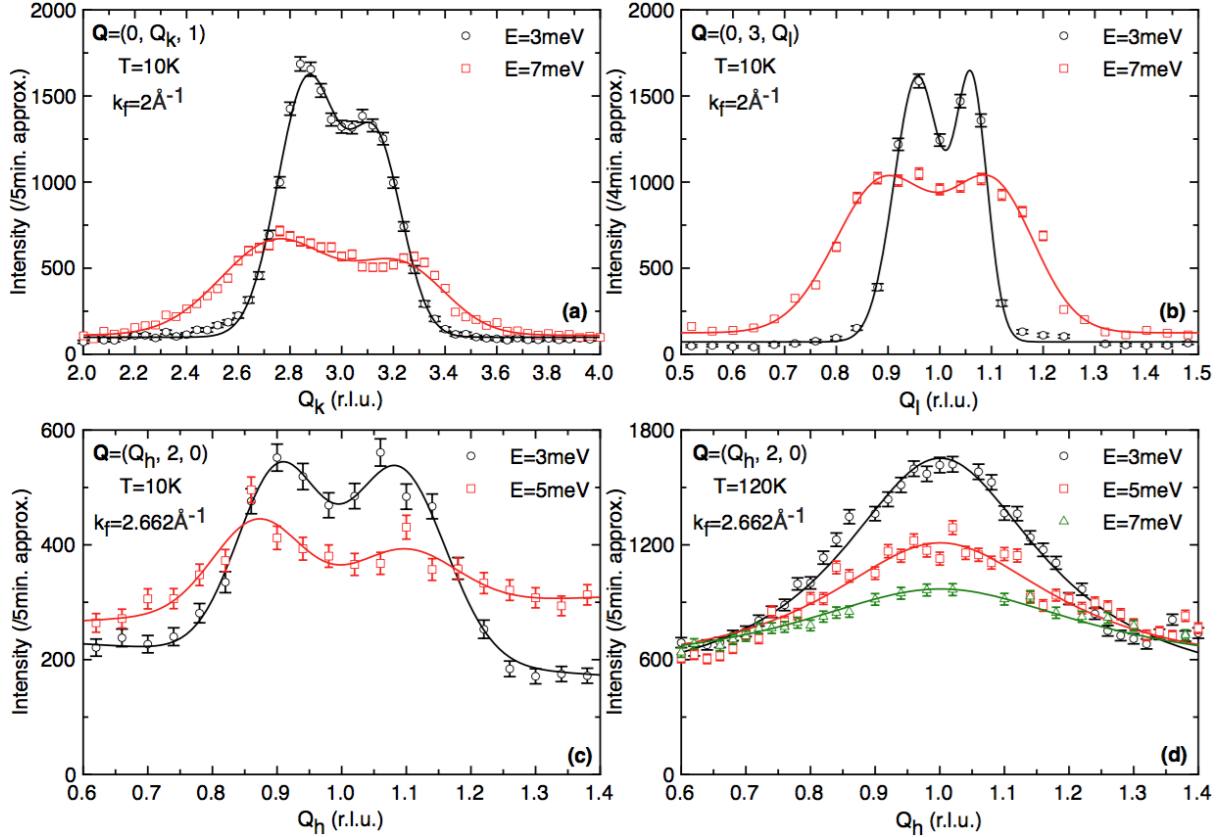 Q=(0, Qk, 1)
T=10K
kf=2Å-1
E=3meV
E=7meV
(a)
Intensity (/5min. approx.)
0
500
1000
1500
2000
2.0 2.2 2.4 2.6 2.8 3.0 3.2 3.4 3.6 3.8 4.0
Qk (r.l.u.)
Q=(0, 3, Ql)
T=10K
kf=2Å-1
E=3meV
E=7meV
(b)
Intensity (/4min. approx.)
0
500
1000
1500
2000
0.5 0.6 0.7 0.8 0.9 1.0 1.1 1.2 1.3 1.4 1.5
Ql (r.l.u.)
Q=(Qh, 2, 0)
T=10K
kf=2.662Å-1
E=3meV
E=5meV
(c)
Intensity (/5min. approx.)
0
200
400
600
0.6 0.7 0.8 0.9 1.0 1.1 1.2 1.3 1.4
Qh (r.l.u.)
Q=(Qh, 2, 0)
T=120K
kf=2.662Å-1
E=3meV
E=5meV
E=7meV
(d)
Intensity (/5min. approx.)
0
600
1200
1800
0.6 0.7 0.8 0.9 1.0 1.1 1.2 1.3 1.4
Qh (r.l.u.)